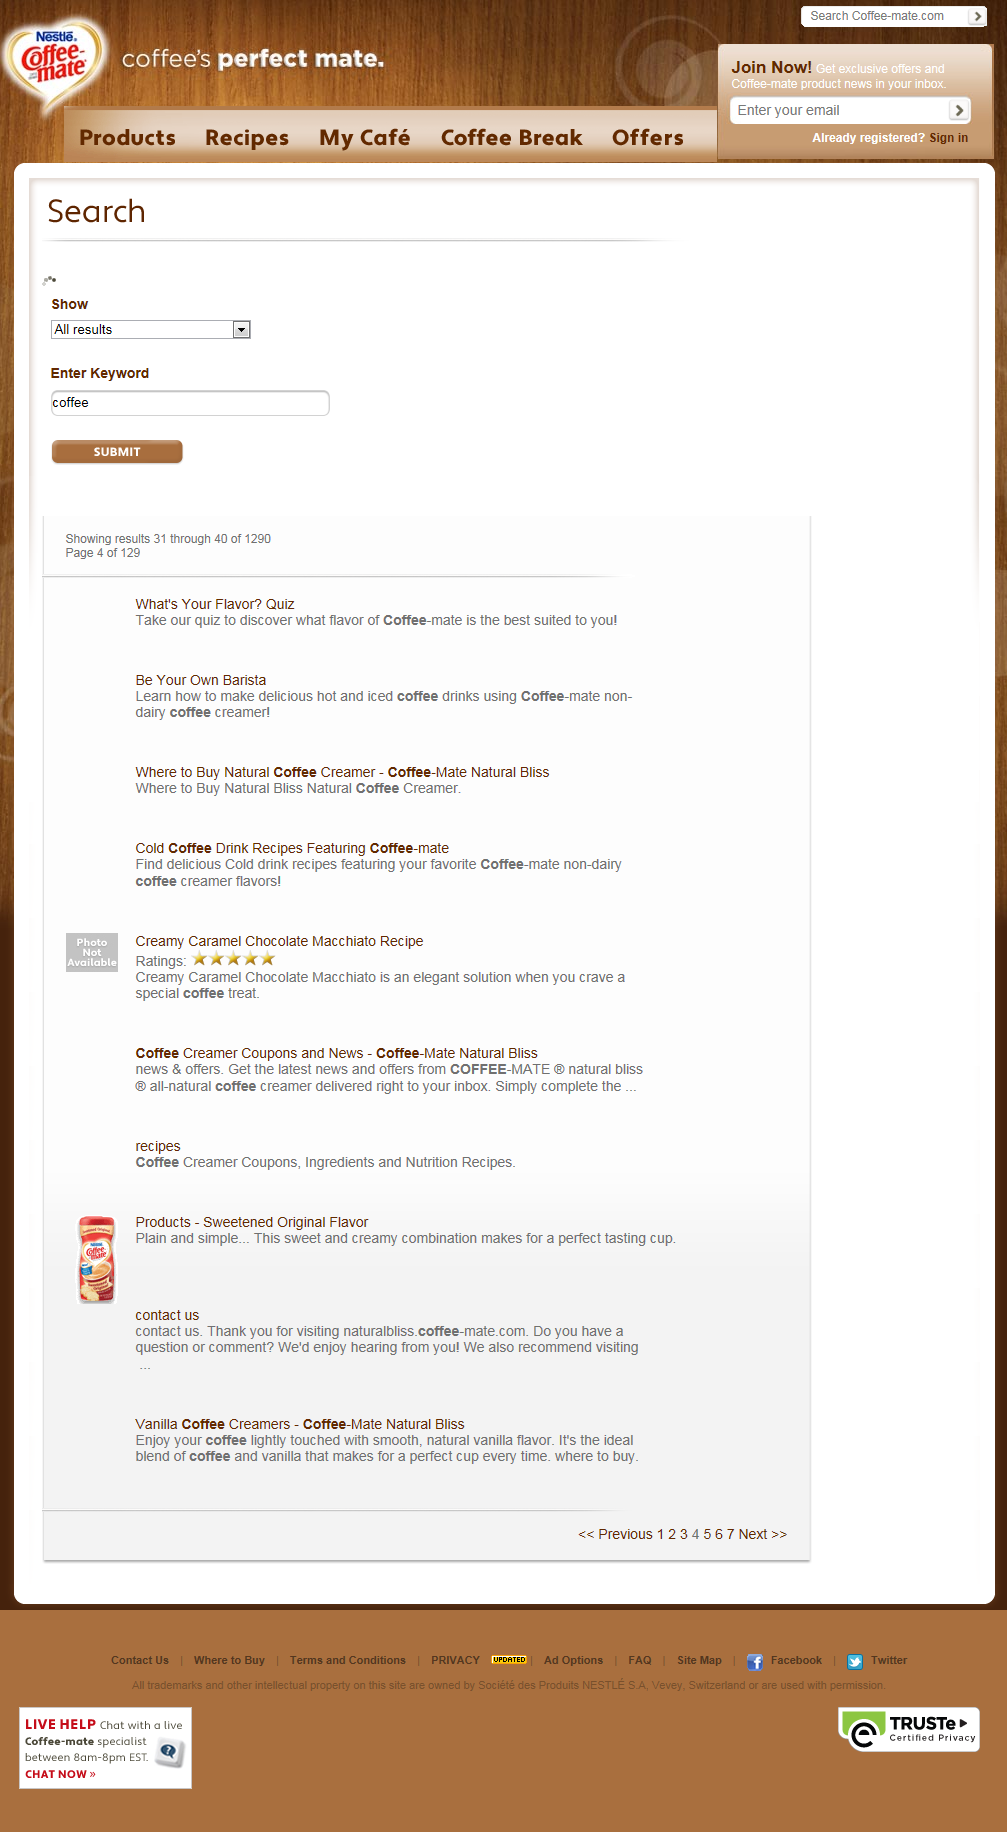 Search Coffee-mate.com
Nestlé
Coffee-
mate
coffee's perfect mate.
Join Now! Get exclusive offers and
Coffee-mate product news in your inbox.
Enter your email
Already registered? Sign in
Products Recipes My Café Coffee Break Offers
Search
Show
All results
Enter Keyword
coffee
SUBMIT
Showing results 31 through 40 of 1290
Page 4 of 129
What's Your Flavor? Quiz
Take our quiz to discover what flavor of Coffee-mate is the best suited to you!
Be Your Own Barista
Learn how to make delicious hot and iced coffee drinks using Coffee-mate non-
dairy coffee creamer!
Where to Buy Natural Coffee Creamer - Coffee-Mate Natural Bliss
Where to Buy Natural Bliss Natural Coffee Creamer.
Cold Coffee Drink Recipes Featuring Coffee-mate
Find delicious Cold drink recipes featuring your favorite Coffee-mate non-dairy
coffee creamer flavors!
Photo
Not
Available
Creamy Caramel Chocolate Macchiato Recipe
Ratings:
Creamy Caramel Chocolate Macchiato is an elegant solution when you crave a
special coffee treat.
Coffee Creamer Coupons and News - Coffee-Mate Natural Bliss
news & offers. Get the latest news and offers from COFFEE-MATE ® natural bliss
® all-natural coffee creamer delivered right to your inbox. Simply complete the ...
recipes
Coffee Creamer Coupons, Ingredients and Nutrition Recipes.
Products - Sweetened Original Flavor
Plain and simple... This sweet and creamy combination makes for a perfect tasting cup.
Coffee-
mate
contact us
contact us. Thank you for visiting naturalbliss.coffee-mate.com. Do you have a
question or comment? We'd enjoy hearing from you! We also recommend visiting
...
Vanilla Coffee Creamers - Coffee-Mate Natural Bliss
Enjoy your coffee lightly touched with smooth, natural vanilla flavor. It's the ideal
blend of coffee and vanilla that makes for a perfect cup every time. where to buy.
<< Previous 1 2 3 4 5 6 7 Next >>
Contact Us | Where to Buy | Terms and Conditions | PRIVACY UPDATED | Ad Options | FAQ | Site Map | Facebook | Twitter
All trademarks and other intellectual property on this site are owned by Société des Produits NESTLÉ S.A, Vevey, Switzerland or are used with permission.
LIVE HELP Chat with a live
Coffee-mate specialist
between 8am-8pm EST.
CHAT NOW »
TRUSTe
Certified Privacy